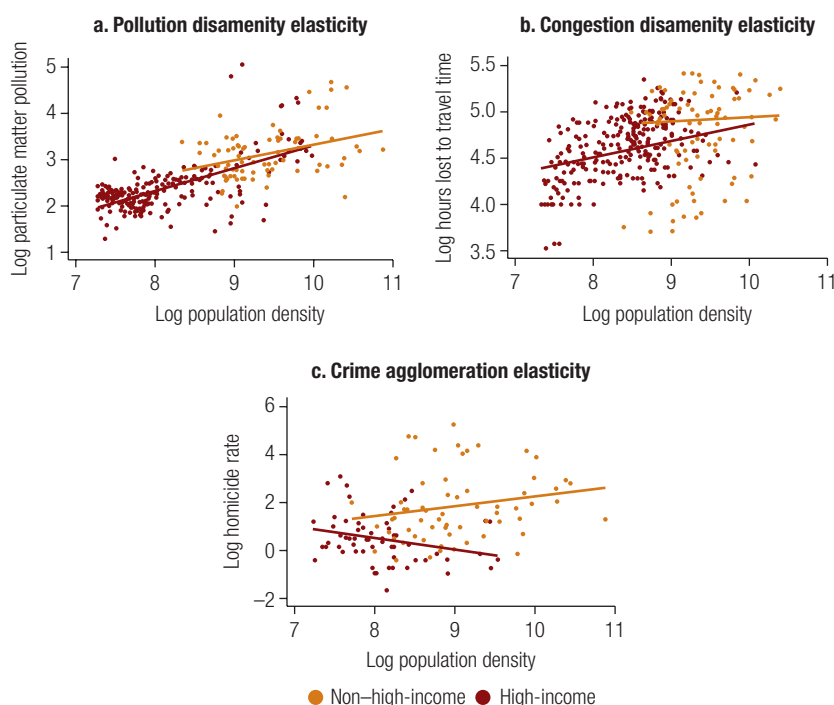 a. Pollution disamenity elasticity
Log particulate matter pollution
5
4
3
2
1
7 8 9 10 11
Log population density
b. Congestion disamenity elasticity
Log hours lost to travel time
5.5
5.0
4.5
4.0
3.5
7 8 9 10 11
Log population density
c. Crime agglomeration elasticity
Log homicide rate
6
4
2
0
–2
7 8 9 10 11
Log population density
Non–high-income High-income